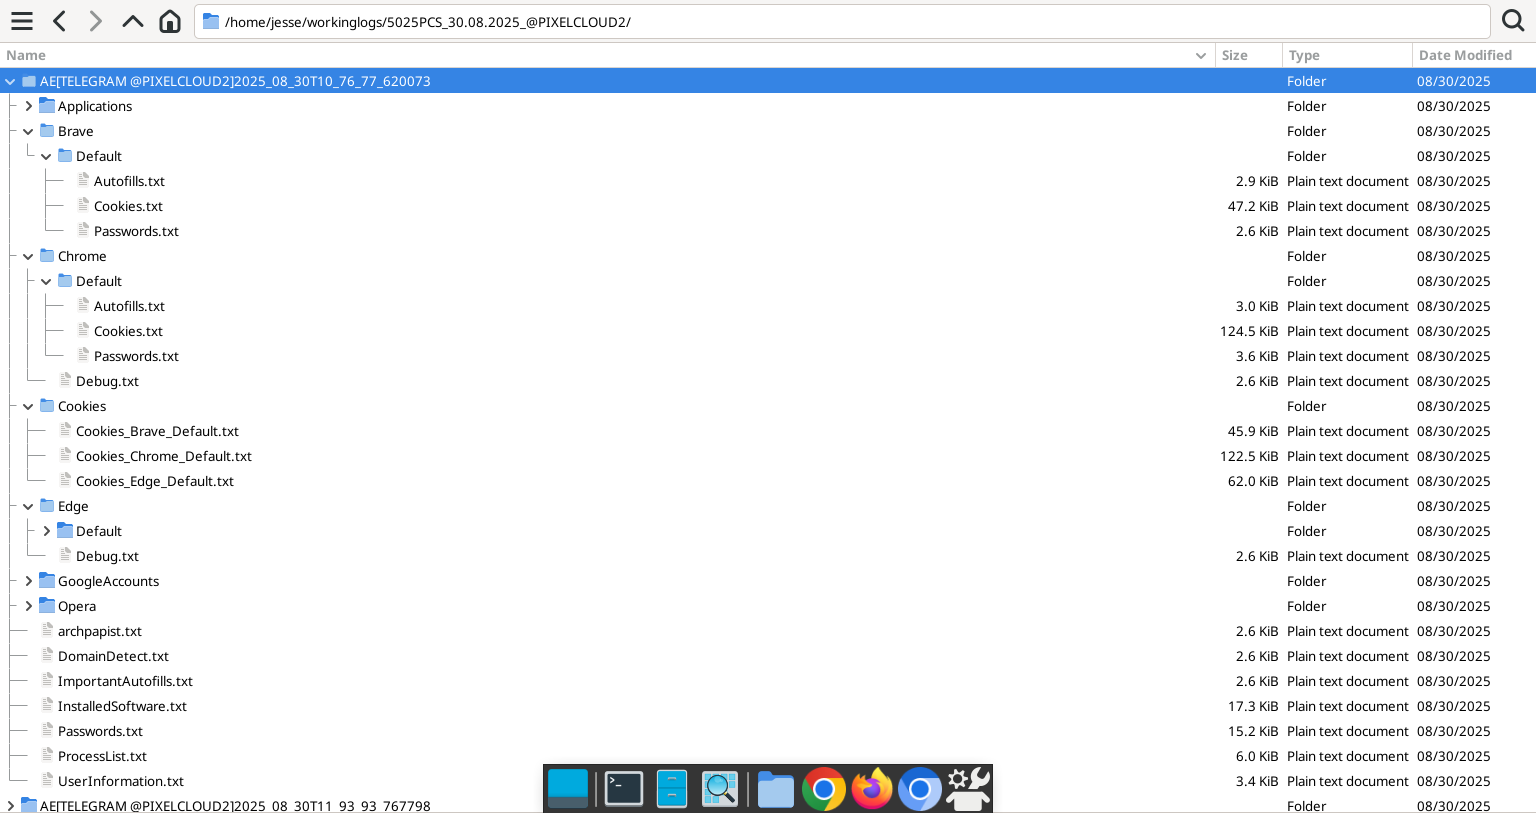 /home/jesse/workinglogs/5025PCS_30.08.2025_@PIXELCLOUD2/
Name Size Type Date Modified
AE[TELEGRAM @PIXELCLOUD2]2025_08_30T10_76_77_620073 Folder 08/30/2025
Applications Folder 08/30/2025
Brave Folder 08/30/2025
Default Folder 08/30/2025
Autofills.txt 2.9 KiB Plain text document 08/30/2025
Cookies.txt 47.2 KiB Plain text document 08/30/2025
Passwords.txt 2.6 KiB Plain text document 08/30/2025
Chrome Folder 08/30/2025
Default Folder 08/30/2025
Autofills.txt 3.0 KiB Plain text document 08/30/2025
Cookies.txt 124.5 KiB Plain text document 08/30/2025
Passwords.txt 3.6 KiB Plain text document 08/30/2025
Debug.txt 2.6 KiB Plain text document 08/30/2025
Cookies Folder 08/30/2025
Cookies_Brave_Default.txt 45.9 KiB Plain text document 08/30/2025
Cookies_Chrome_Default.txt 122.5 KiB Plain text document 08/30/2025
Cookies_Edge_Default.txt 62.0 KiB Plain text document 08/30/2025
Edge Folder 08/30/2025
Default Folder 08/30/2025
Debug.txt 2.6 KiB Plain text document 08/30/2025
GoogleAccounts Folder 08/30/2025
Opera Folder 08/30/2025
archpapist.txt 2.6 KiB Plain text document 08/30/2025
DomainDetect.txt 2.6 KiB Plain text document 08/30/2025
ImportantAutofills.txt 2.6 KiB Plain text document 08/30/2025
InstalledSoftware.txt 17.3 KiB Plain text document 08/30/2025
Passwords.txt 15.2 KiB Plain text document 08/30/2025
ProcessList.txt 6.0 KiB Plain text document 08/30/2025
UserInformation.txt 3.4 KiB Plain text document 08/30/2025
AE[TELEGRAM @PIXELCLOUD2]2025_08_30T11_93_93_767798 Folder 08/30/2025